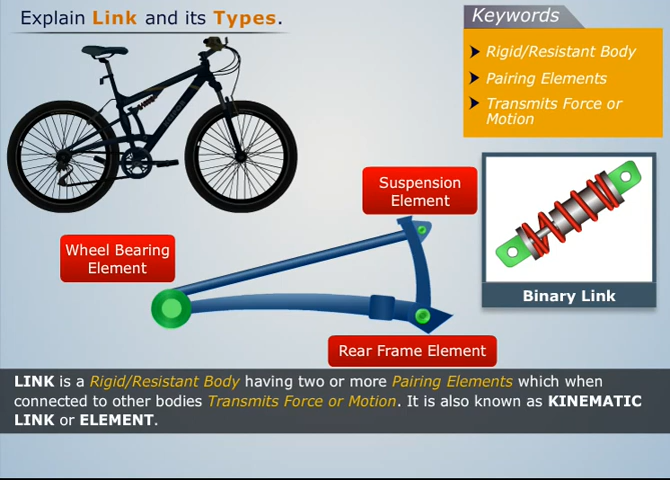 Explain Link and its Types.
Keywords
Rigid/Resistant Body
Pairing Elements
Transmits Force or
Motion
Suspension
Element
Wheel Bearing
Element
Binary Link
Rear Frame Element
LINK is a Rigid/Resistant Body having two or more Pairing Elements which when
connected to other bodies Transmits Force or Motion. It is also known as KINEMATIC
LINK or ELEMENT.